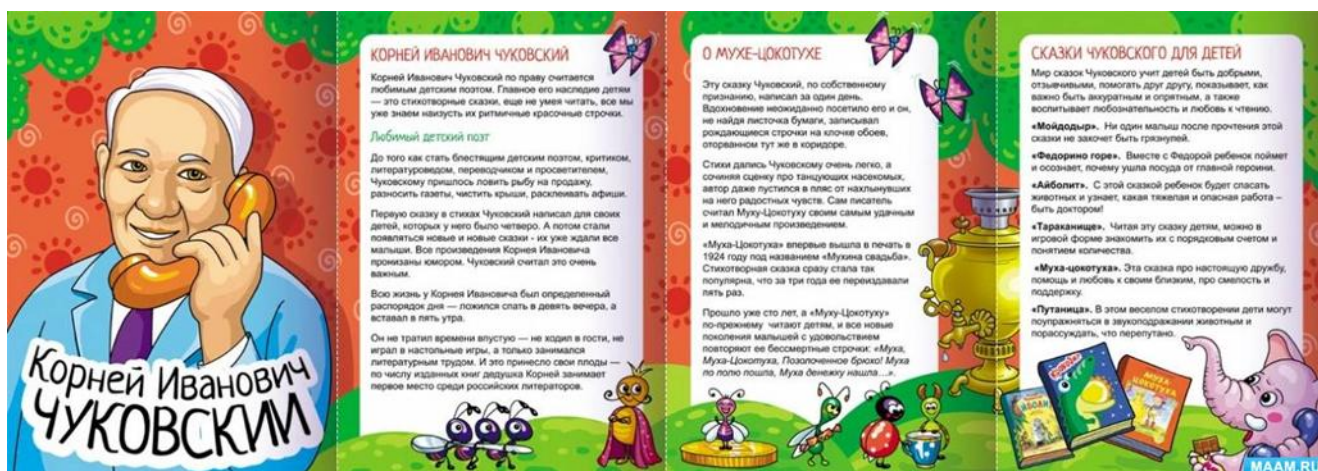 Корней Иванович
ЧУКОВСКИЙ
КОРНЕЙ ИВАНОВИЧ ЧУКОВСКИЙ
Корней Иванович Чуковский по праву считается
любимым детским поэтом. Главное его наследие детям
— это стихотворные сказки, еще не умея читать, все мы
уже знаем наизусть их ритмичные красочные строчки.
Любимый детский поэт
До того как стать блестящим детским поэтом, критиком,
литературоведом, переводчиком и просветителем,
Чуковскому пришлось ловить рыбу на продажу,
разносить газеты, чистить крыши, расклеивать афиши.
Первую сказку в стихах Чуковский написал для своих
детей, которых у него было четверо. А потом стали
появляться новые и новые сказки - их уже ждали все
малыши. Все произведения Корнея Ивановича
пронизаны юмором. Чуковский считал это очень
важным.
Всю жизнь у Корнея Ивановича был определенный
распорядок дня — ложился спать в девять вечера, а
вставал в пять утра.
Он не тратил времени впустую — не ходил в гости, не
играл в настольные игры, а только занимался
литературным трудом. И это принесло свои плоды —
по числу изданных книг дедушка Корней занимает
первое место среди российских литераторов.
О МУХЕ-ЦОКОТУХЕ
Эту сказку Чуковский, по собственному
признанию, написал за один день.
Вдохновение неожиданно посетило его и он,
не найдя листочка бумаги, записывал
рождающиеся строчки на клочке обоев,
оторванном тут же в коридоре.
Стихи дались Чуковскому очень легко, а
сочиняя сценку про танцующих насекомых,
автор даже пустился в пляс от нахлынувших
на него радостных чувств. Сам писатель
считал Муху-Цокотуху своим самым удачным
и мелодичным произведением.
«Муха-Цокотуха» впервые вышла в печать в
1924 году под названием «Мухина свадьба».
Стихотворная сказка сразу стала так
популярна, что за три года ее переиздавали
пять раз.
Прошло уже сто лет, а «Муху-Цокотуху»
по-прежнему читают детям, и все новые
поколения малышей с удовольствием
повторяют ее бессмертные строчки: «Муха,
Муха-Цокотуха, Позолоченное брюхо! Муха
по полю пошла, Муха денежку нашла…».
СКАЗКИ ЧУКОВСКОГО ДЛЯ ДЕТЕЙ
Мир сказок Чуковского учит детей быть добрыми,
отзывчивыми, помогать друг другу, показывает, как
важно быть аккуратным и опрятным, а также
воспитывает любознательность и любовь к чтению.
«Мойдодыр». Ни один малыш после прочтения этой
сказки не захочет быть грязнулей.
«Федорино горе». Вместе с Федорой ребенок поймет
и осознает, почему ушла посуда от главной героини.
«Айболит». С этой сказкой ребенок будет спасать
животных и узнает, какая тяжелая и опасная работа –
быть доктором!
«Тараканище». Читая эту сказку детям, можно в
игровой форме знакомить их с порядковым счетом и
понятием количества.
«Муха-цокотуха». Эта сказка про настоящую дружбу,
помощь и любовь к своим близким, про смелость и
поддержку.
«Путаница». В этом веселом стихотворении дети могут
поупражняться в звукоподражании животным и
порассуждать, что перепутано.
МУХА-
ЦОКОТУХА
MAAM.RU